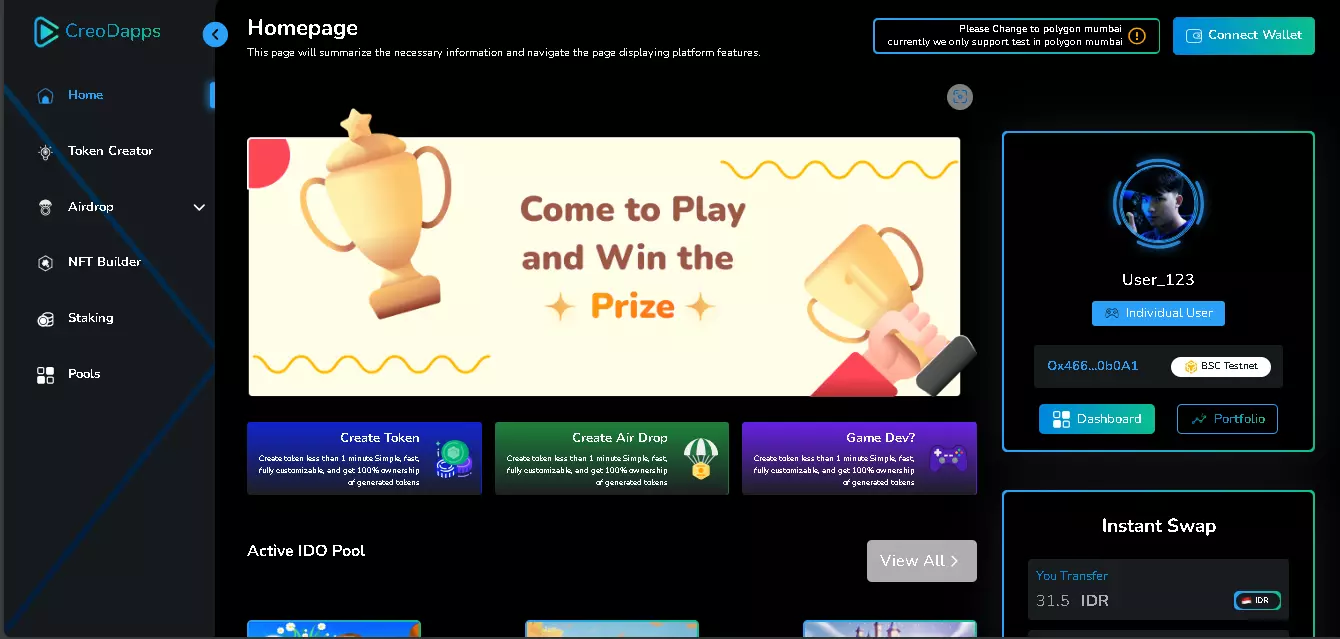 CreoDapps
Homepage
This page will summarize the necessary information and navigate the page displaying platform features.
Please Change to polygon mumbai
currently we only support test in polygon mumbai
Connect Wallet
Home
Token Creator
Airdrop
NFT Builder
Staking
Pools
Come to Play
and Win the
Prize
User_123
Individual User
0x466...0b0A1
BSC Testnet
Dashboard
Portfolio
Create Token
Create token less than 1 minute Simple, fast,
fully customizable, and get 100% ownership
of generated tokens
Create Air Drop
Create token less than 1 minute Simple, fast,
fully customizable, and get 100% ownership
of generated tokens
Game Dev?
Create token less than 1 minute Simple, fast,
fully customizable, and get 100% ownership
of generated tokens
Active IDO Pool
View All
Instant Swap
You Transfer
31.5 IDR
IDR